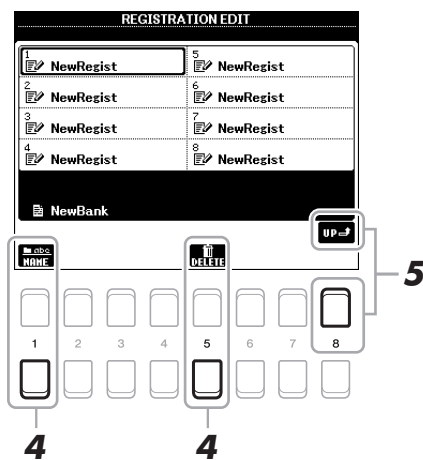 REGISTRATION EDIT
1 NewRegist 5 NewRegist
2 NewRegist 6 NewRegist
3 NewRegist 7 NewRegist
4 NewRegist 8 NewRegist
NewBank
UP
abc
NAME DELETE
5
1 2 3 4 5 6 7 8
4 4